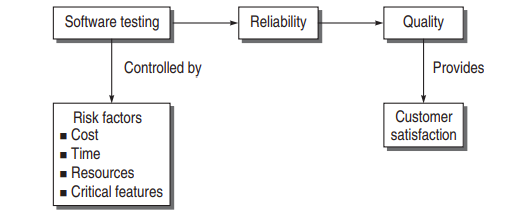 Software testing
Reliability
Quality
Controlled by
Provides
Risk factors
■ Cost
■ Time
■ Resources
■ Critical features
Customer
satisfaction